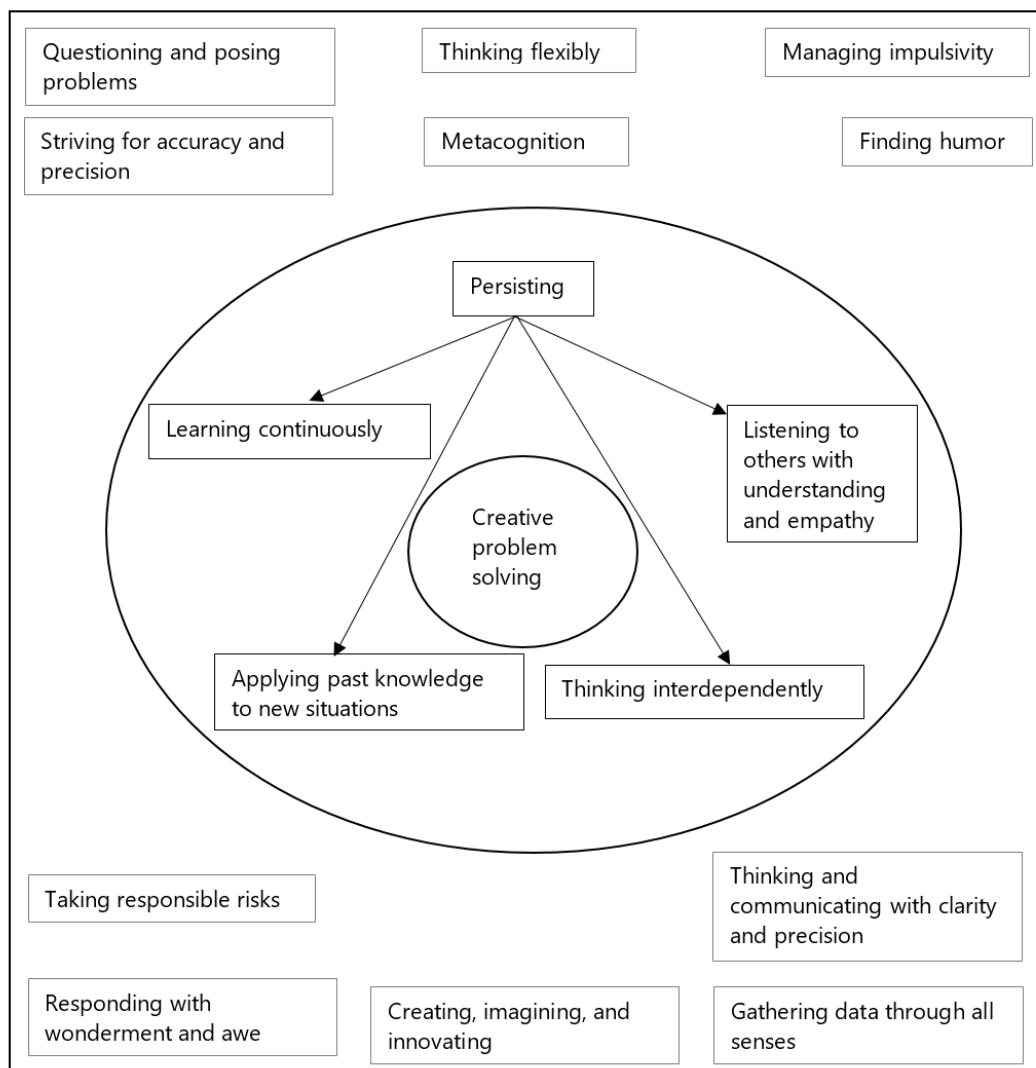 Questioning and posing
problems
Thinking flexibly
Managing impulsivity
Striving for accuracy and
precision
Metacognition
Finding humor
Persisting
Learning continuously
Listening to
others with
understanding
and empathy
Creative
problem
solving
Applying past knowledge
to new situations
Thinking interdependently
Taking responsible risks
Thinking and
communicating with clarity
and precision
Responding with
wonderment and awe
Creating, imagining, and
innovating
Gathering data through all
senses